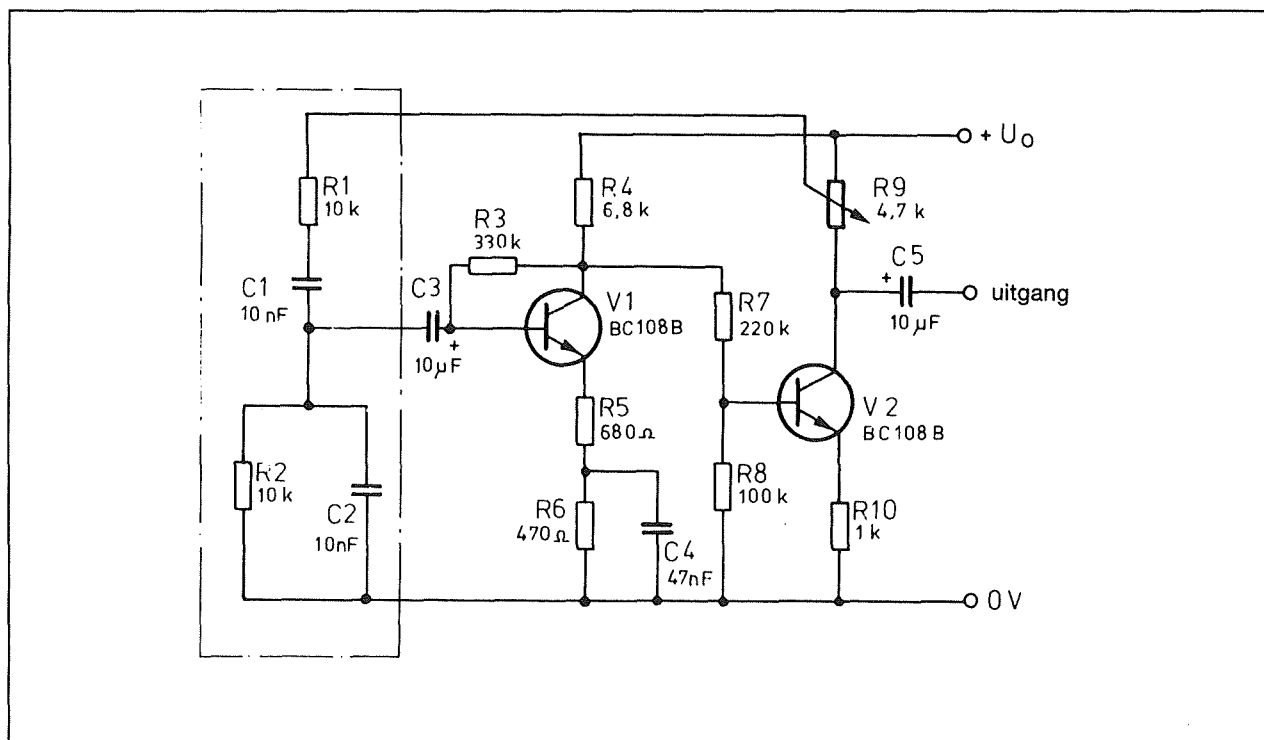 + U₀
R1
10 k
R4
6,8 k
R9
4,7 k
R3
330 k
C5
+
uitgang
10 µF
C1
10 nF
C3
+
10 µF
V1
BC108B
R7
220 k
V2
BC108B
R5
680 Ω
R2
10 k
R8
100 k
C2
10nF
R6
470 Ω
C4
47nF
R10
1 k
0 V